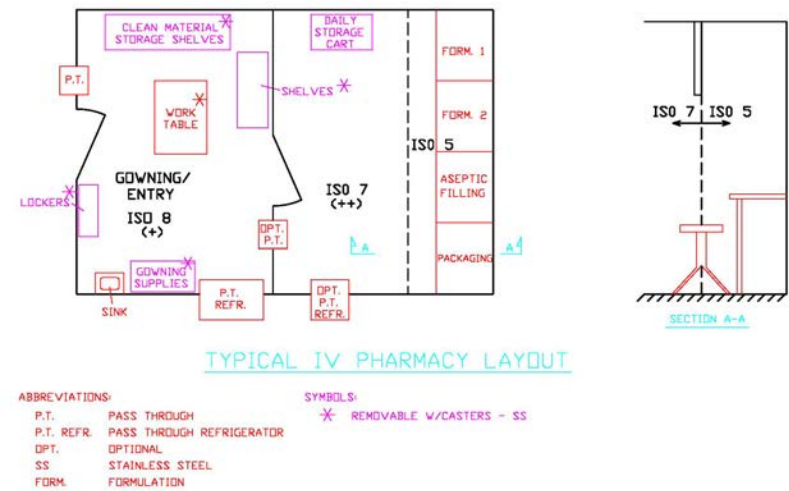 CLEAN MATERIAL
STORAGE SHELVES
DAILY
STORAGE
CART
FORM. 1
P.T.
SHELVES
WORK
TABLE
FORM. 2
ISO 5
GOWNING/
ENTRY
ISO 8
(+)
ISO 7
(++)
ASEPTIC
FILLING
LOCKERS
OPT.
P.T.
A
A
PACKAGING
GOWNING
SUPPLIES
SINK
P.T.
REFR.
OPT.
P.T.
REFR.
ISO 7
ISO 5
SECTION A-A
TYPICAL IV PHARMACY LAYOUT
ABBREVIATIONS:
P.T. PASS THROUGH
P.T. REFR. PASS THROUGH REFRIGERATOR
OPT. OPTIONAL
SS STAINLESS STEEL
FORM. FORMULATION
SYMBOLS:
REMOVABLE W/CASTERS - SS